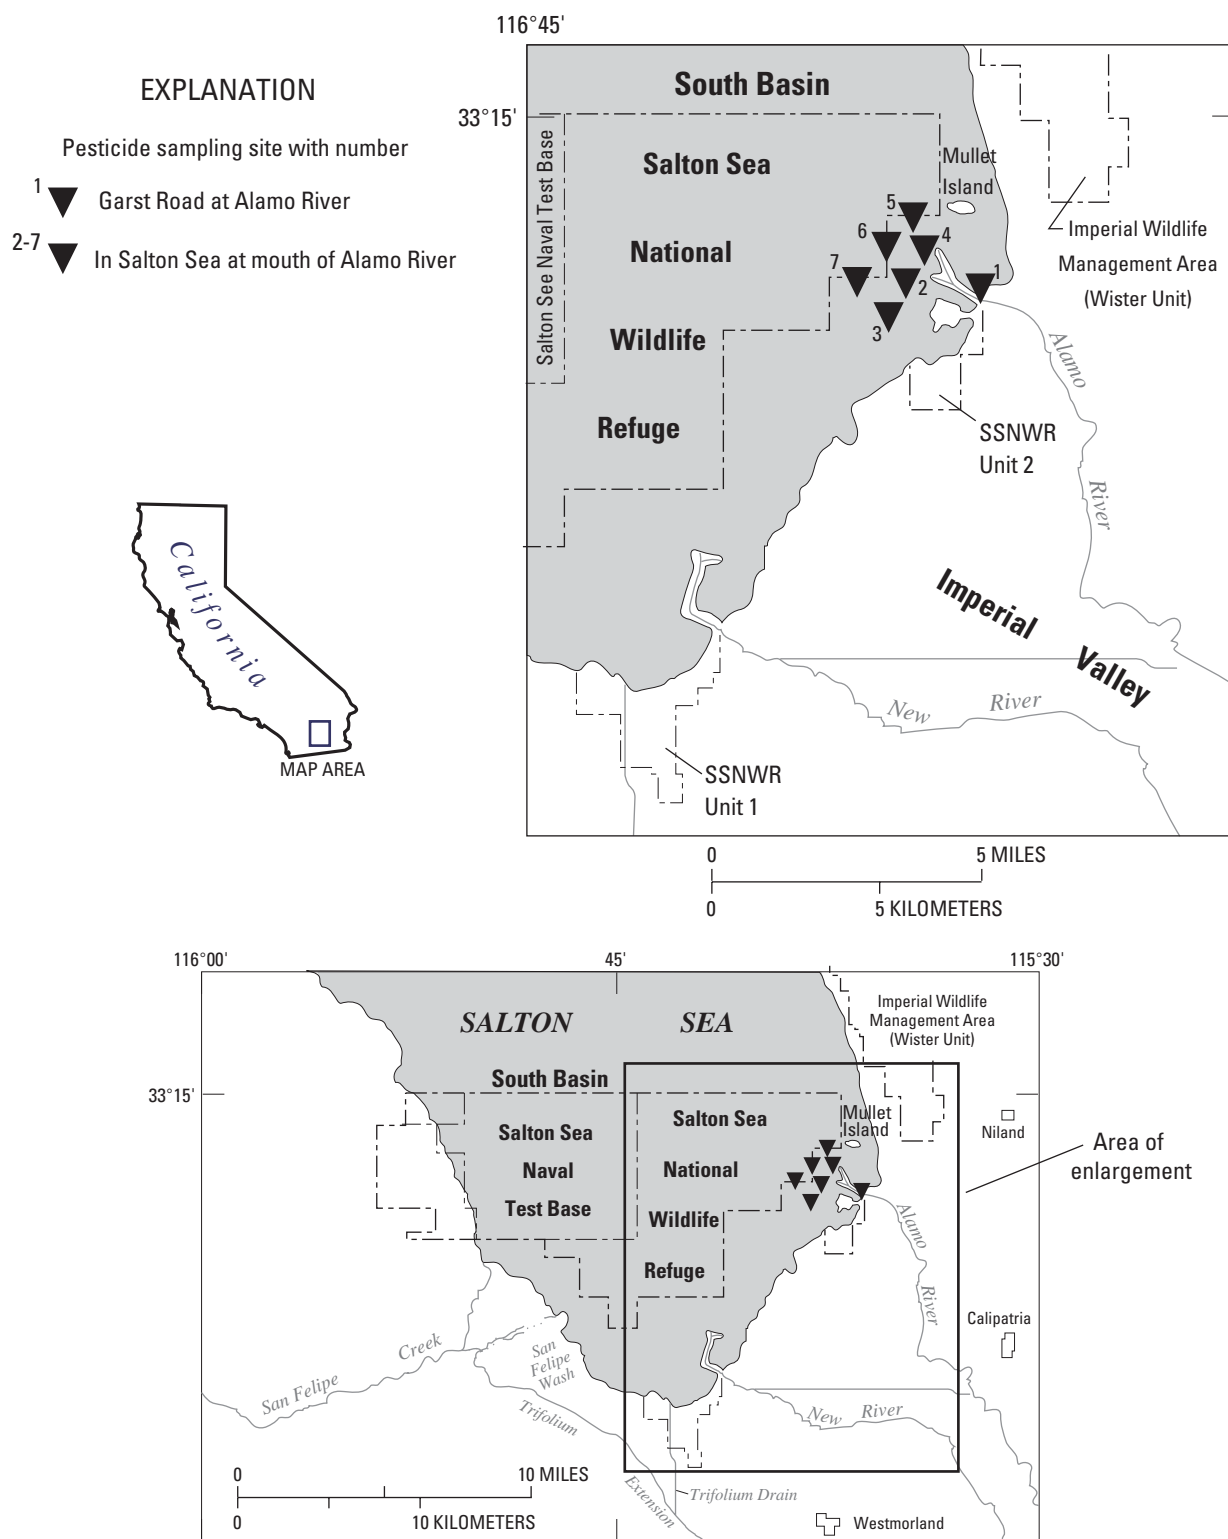 116°45'
EXPLANATION
Pesticide sampling site with number
1
Garst Road at Alamo River
2-7
In Salton Sea at mouth of Alamo River
33°15'
South Basin
Salton See Naval Test Base
Salton Sea
National
Wildlife
Refuge
Mullet
Island
5
6
4
7
2
1
3
Imperial Wildlife
Management Area
(Wister Unit)
Alamo
River
SSNWR
Unit 2
Imperial
Valley
New
River
SSNWR
Unit 1
California
MAP AREA
0
5 MILES
0
5 KILOMETERS
116°00'
45'
115°30'
33°15'
SALTON SEA
South Basin
Salton Sea
Naval
Test Base
Salton Sea
National
Wildlife
Refuge
Mullet
Island
Imperial Wildlife
Management Area
(Wister Unit)
Niland
Area of
enlargement
Alamo
River
Calipatria
San Felipe Creek
San
Felipe
Wash
Trifolium
Extension
New River
Trifolium Drain
Westmorland
0
10 MILES
0
10 KILOMETERS